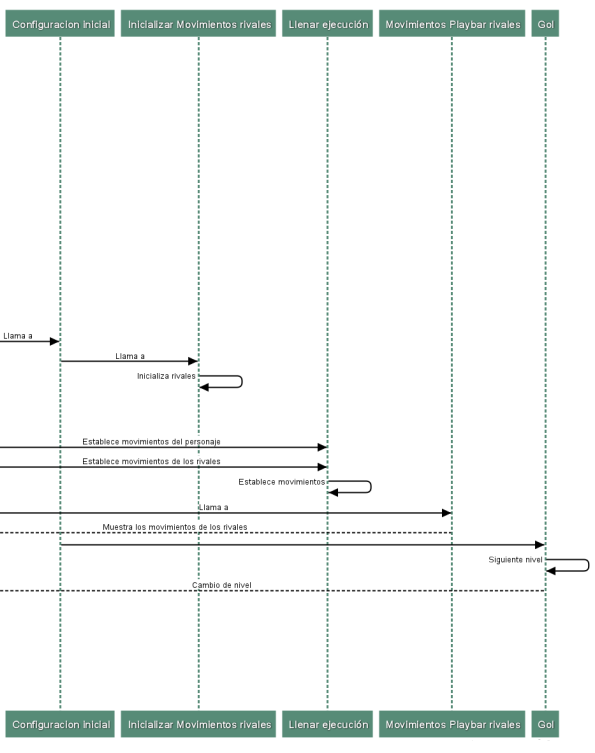 Configuracion Inicial
Inicializar Movimientos rivales
Llenar ejecución
Movimientos Playbar rivales
Gol
Llama a
Llama a
Inicializa rivales
Establece movimientos del personaje
Establece movimientos de los rivales
Establece movimientos
Llama a
Muestra los movimientos de los rivales
Siguiente nivel
Cambio de nivel
Configuracion Inicial
Inicializar Movimientos rivales
Llenar ejecución
Movimientos Playbar rivales
Gol